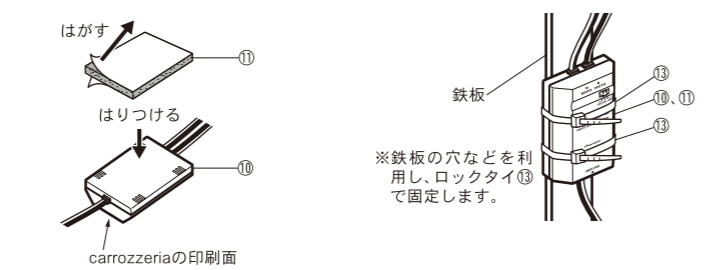 はがす
⑪
はりつける
⑩
carrozzeriaの印刷面
鉄板
⑬
⑩、⑪
⑬
※鉄板の穴などを利
用し、ロックタイ⑬
で固定します。